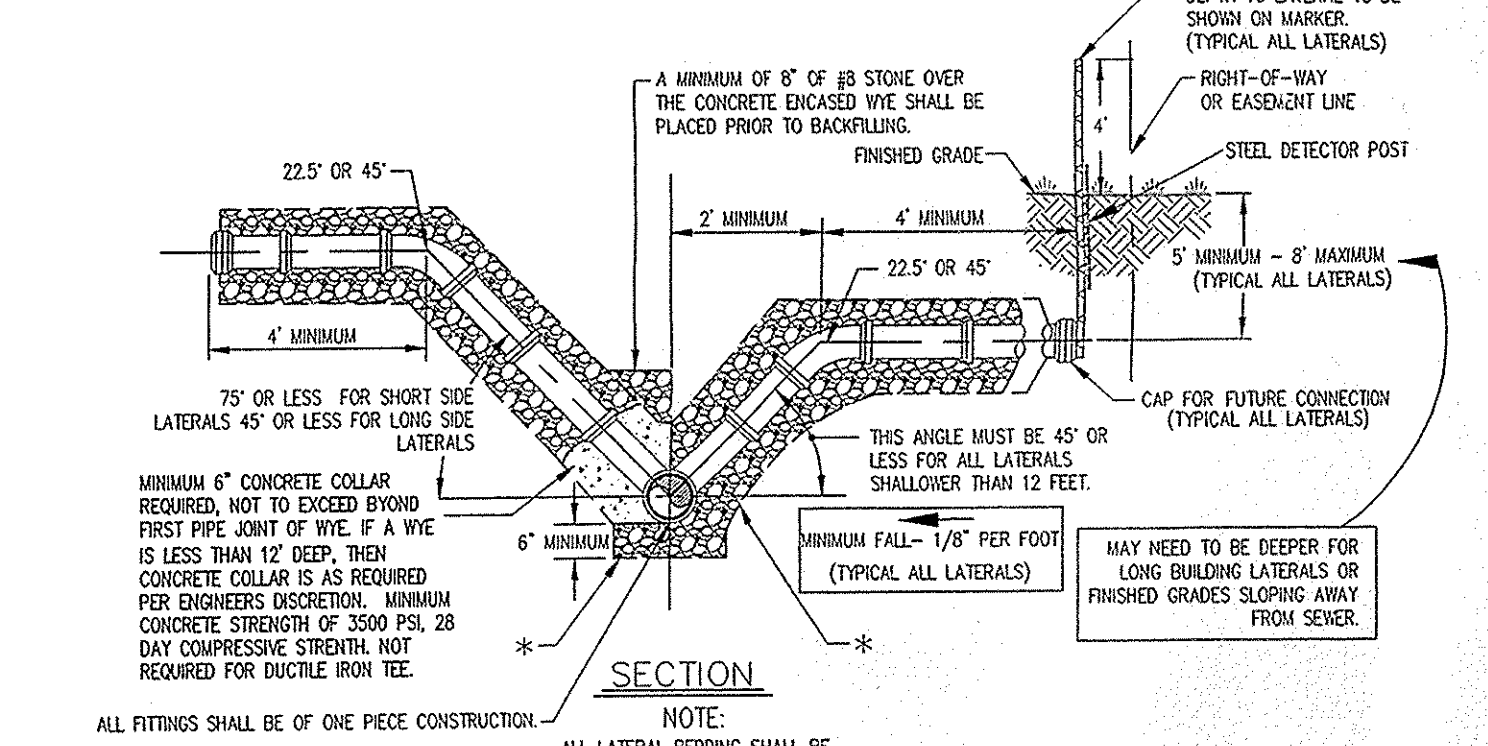 SHOWN ON MARKER.
(TYPICAL ALL LATERALS)
A MINIMUM OF 8" OF #8 STONE OVER
THE CONCRETE ENCASED WYE SHALL BE
PLACED PRIOR TO BACKFILLING.
RIGHT-OF-WAY
OR EASEMENT LINE
4'
FINISHED GRADE
STEEL DETECTOR POST
22.5° OR 45°
2' MINIMUM
4' MINIMUM
5' MINIMUM - 8' MAXIMUM
(TYPICAL ALL LATERALS)
22.5° OR 45°
4' MINIMUM
75° OR LESS FOR SHORT SIDE
LATERALS 45° OR LESS FOR LONG SIDE
LATERALS
CAP FOR FUTURE CONNECTION
(TYPICAL ALL LATERALS)
THIS ANGLE MUST BE 45° OR
LESS FOR ALL LATERALS
SHALLOWER THAN 12 FEET.
MINIMUM 6" CONCRETE COLLAR
REQUIRED, NOT TO EXCEED BYOND
FIRST PIPE JOINT OF WYE. IF A WYE
IS LESS THAN 12' DEEP, THEN
CONCRETE COLLAR IS AS REQUIRED
PER ENGINEERS DISCRETION. MINIMUM
CONCRETE STRENGTH OF 3500 PSI, 28
DAY COMPRESSIVE STRENTH. NOT
REQUIRED FOR DUCTILE IRON TEE.
6" MINIMUM
MINIMUM FALL- 1/8" PER FOOT
(TYPICAL ALL LATERALS)
MAY NEED TO BE DEEPER FOR
LONG BUILDING LATERALS OR
FINISHED GRADES SLOPING AWAY
FROM SEWER.
*
*
SECTION
ALL FITTINGS SHALL BE OF ONE PIECE CONSTRUCTION.
NOTE:
ALL LATERAL BEDDING SHALL BE